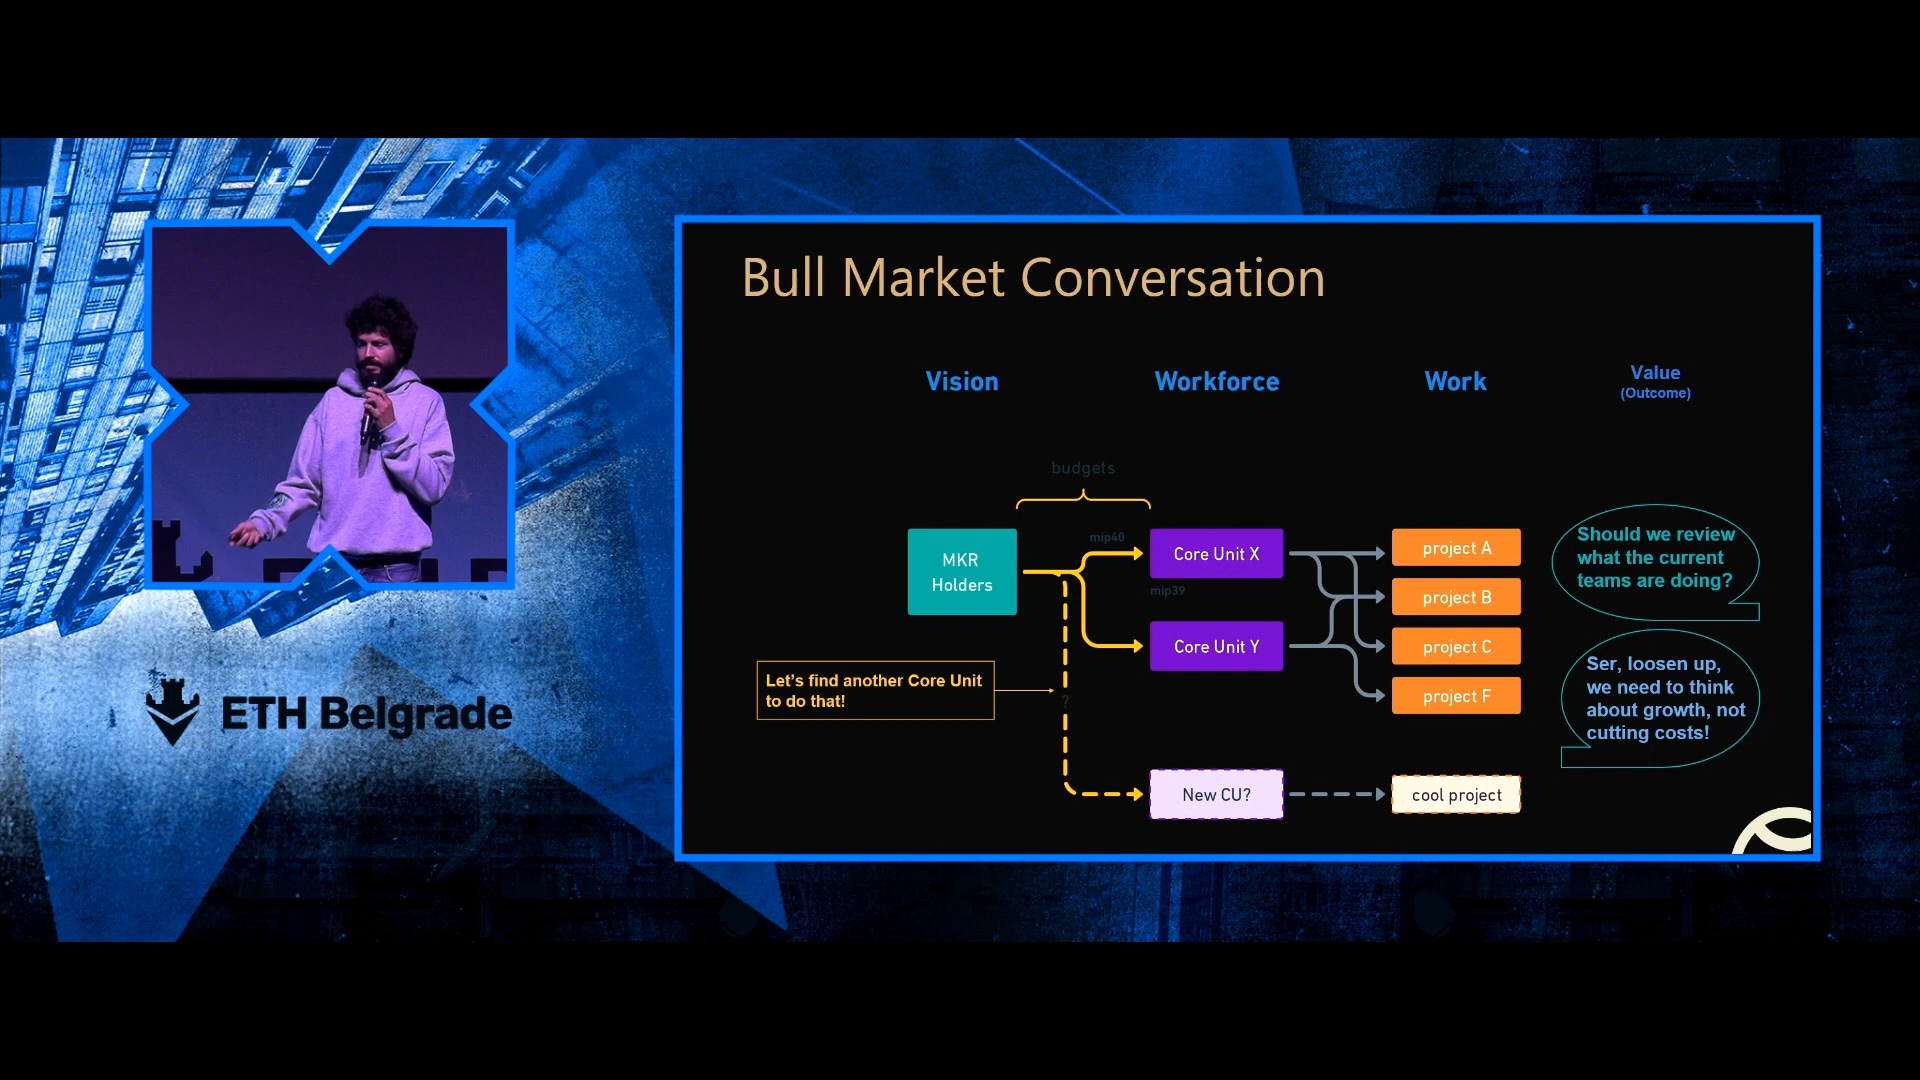 Bull Market Conversation
Vision
Workforce
Work
Value
(Outcome)
budgets
mip40
mip39
MKR
Holders
Core Unit X
Core Unit Y
project A
project B
project C
project F
Should we review
what the current
teams are doing?
Ser, loosen up,
we need to think
about growth, not
cutting costs!
Let's find another Core Unit
to do that!
?
New CU?
cool project
ETH Belgrade